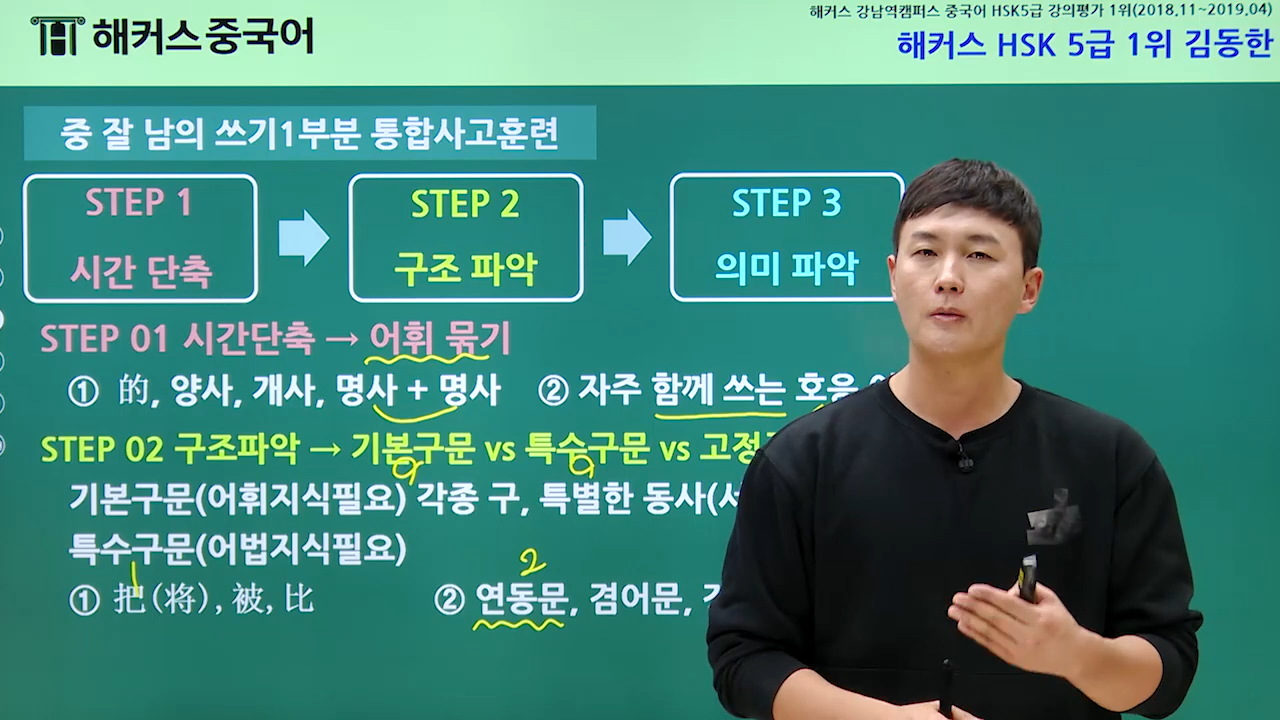 해커스중국어
해커스 강남역캠퍼스 중국어 HSK5급 강의평가 1위(2018.11~2019.04)
해커스 HSK 5급 1위 김동한
중 잘 남의 쓰기1부분 통합사고훈련
STEP 1
시간 단축
STEP 2
구조 파악
STEP 3
의미 파악
STEP 01 시간단축 → 어휘 묶기
① 的, 양사, 개사, 명사 + 명사 ② 자주 함께 쓰는 호응
STEP 02 구조파악 → 기본구문 vs 특수구문 vs 고정
기본구문(어휘지식필요) 각종 구, 특별한 동사(서
특수구문(어법지식필요)
1 2
① 把(将), 被, 比 ② 연동문, 겸어문,